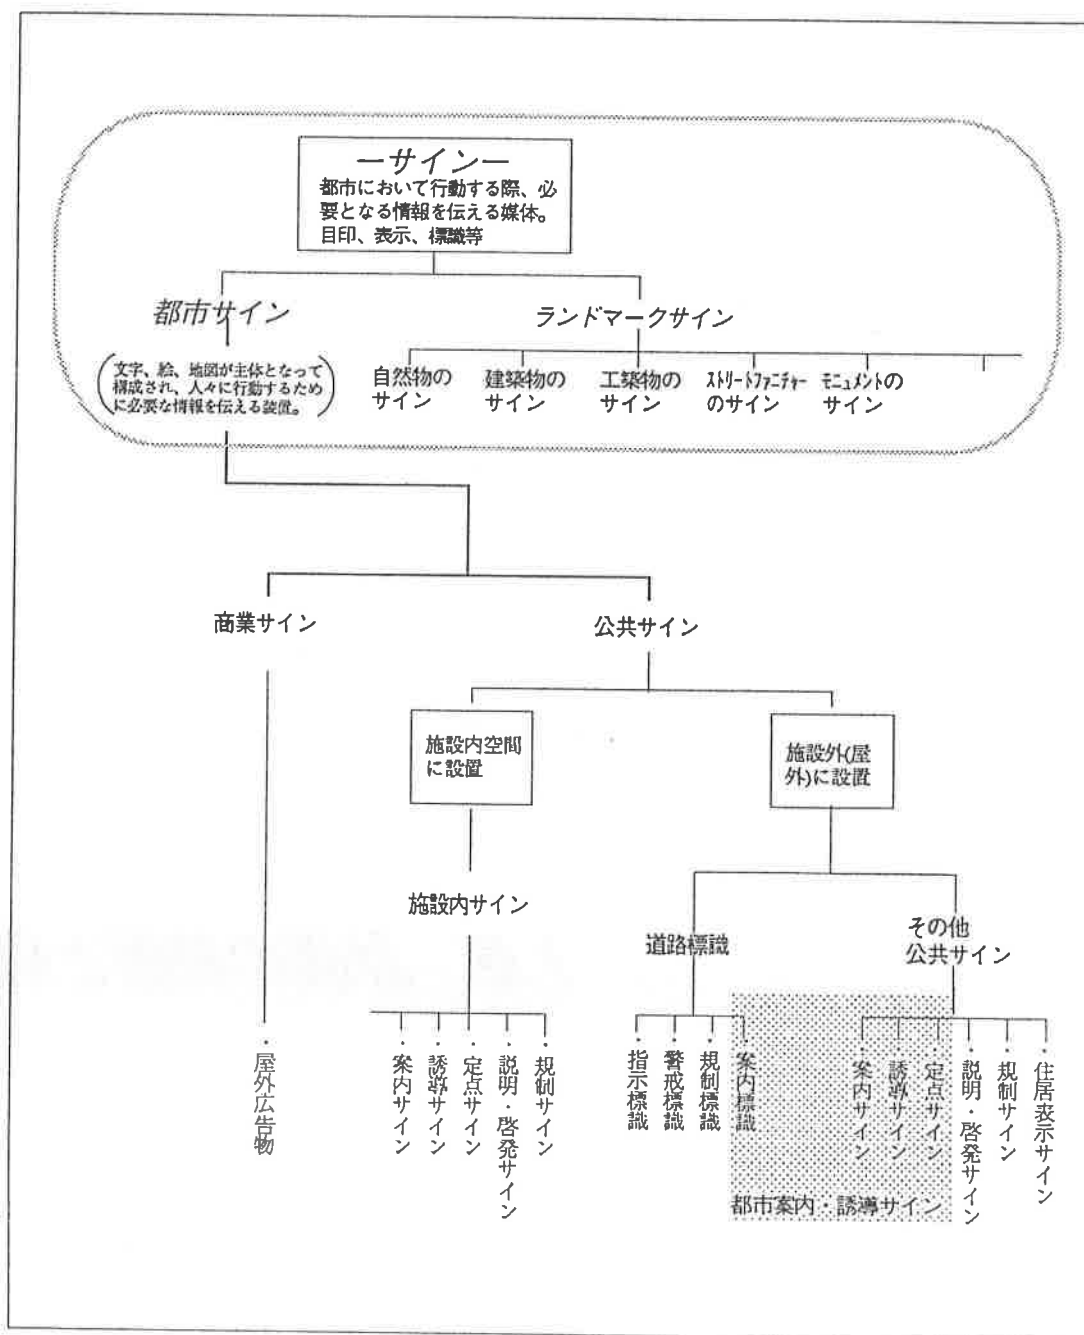 ーサインー
都市において行動する際、必
要となる情報を伝える媒体。
目印、表示、標識等
都市サイン
ランドマークサイン
文字、絵、地図が主体となって
構成され、人々に行動するため
に必要な情報を伝える装置。
自然物の
サイン
建築物の
サイン
工築物の
サイン
ストリートファニチャー
のサイン
モニュメントの
サイン
商業サイン
公共サイン
施設内空間
に設置
施設外(屋
外)に設置
施設内サイン
道路標識
その他
公共サイン
・屋外広告物
・案内サイン
・誘導サイン
・定点サイン
・説明・啓発サイン
・規制サイン
・指示標識
・警戒標識
・規制標識
・案内標識
・案内サイン
・誘導サイン
・定点サイン
・説明・啓発サイン
・規制サイン
・住居表示サイン
都市案内・誘導サイン